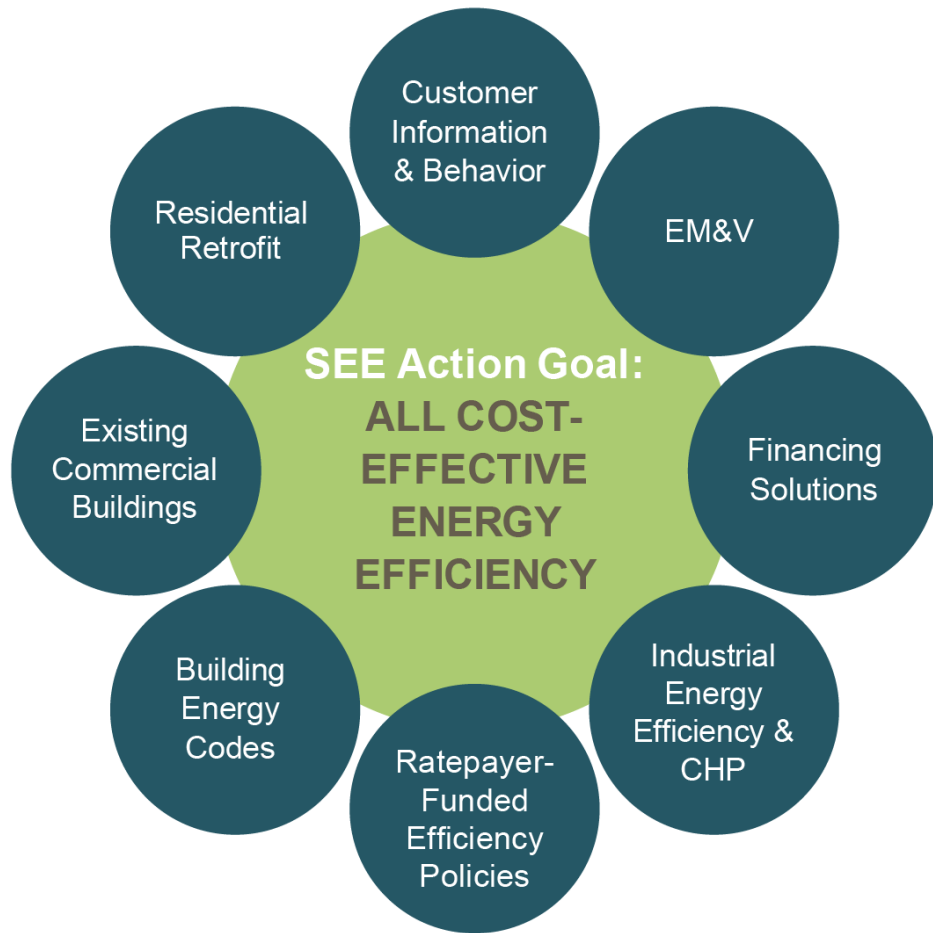 Customer
Information
& Behavior
EM&V
Financing
Solutions
Industrial
Energy
Efficiency &
CHP
Ratepayer-
Funded
Efficiency
Policies
Building
Energy
Codes
Existing
Commercial
Buildings
Residential
Retrofit
SEE Action Goal:
ALL COST-
EFFECTIVE
ENERGY
EFFICIENCY